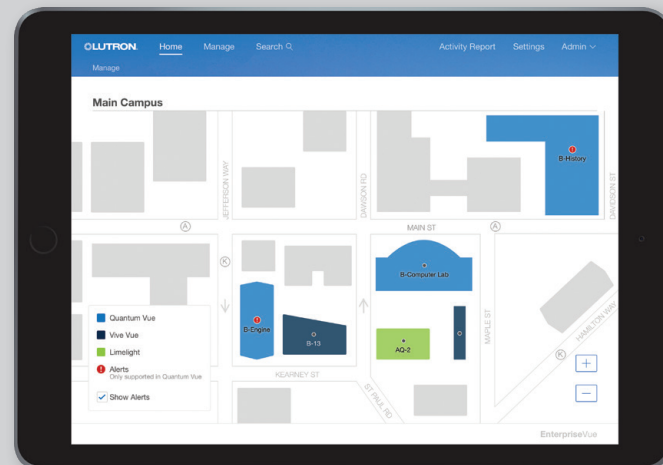 LUTRON
Home
Manage
Search
Activity Report
Settings
Admin
Manage
Main Campus
B-History
JEFFERSON WAY
DAWSON RD
DAVIDSON ST
A
MAIN ST
A
K
B-Computer Lab
B-Engine
B-13
AQ-2
MAPLE ST
HAMILTON WAY
K
KEARNEY ST
ST PAUL RD
Quantum Vue
Vive Vue
Limelight
Alerts
Only supported in Quantum Vue
Show Alerts
EnterpriseVue